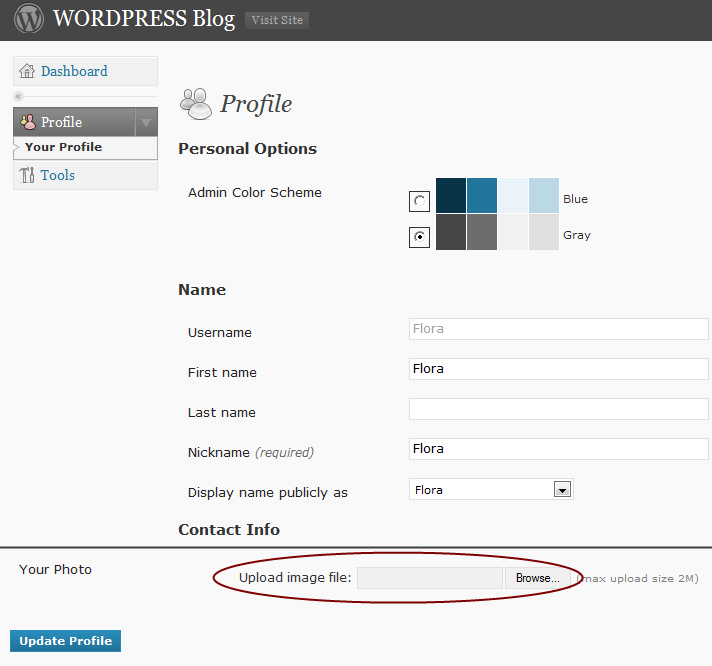 WORDPRESS Blog Visit Site
Dashboard
Profile
Your Profile
Tools
Profile
Personal Options
Admin Color Scheme
Blue
Gray
Name
Username Flora
First name Flora
Last name
Nickname (required) Flora
Display name publicly as Flora
Contact Info
Your Photo Upload image file: Browse... (max upload size 2M)
Update Profile